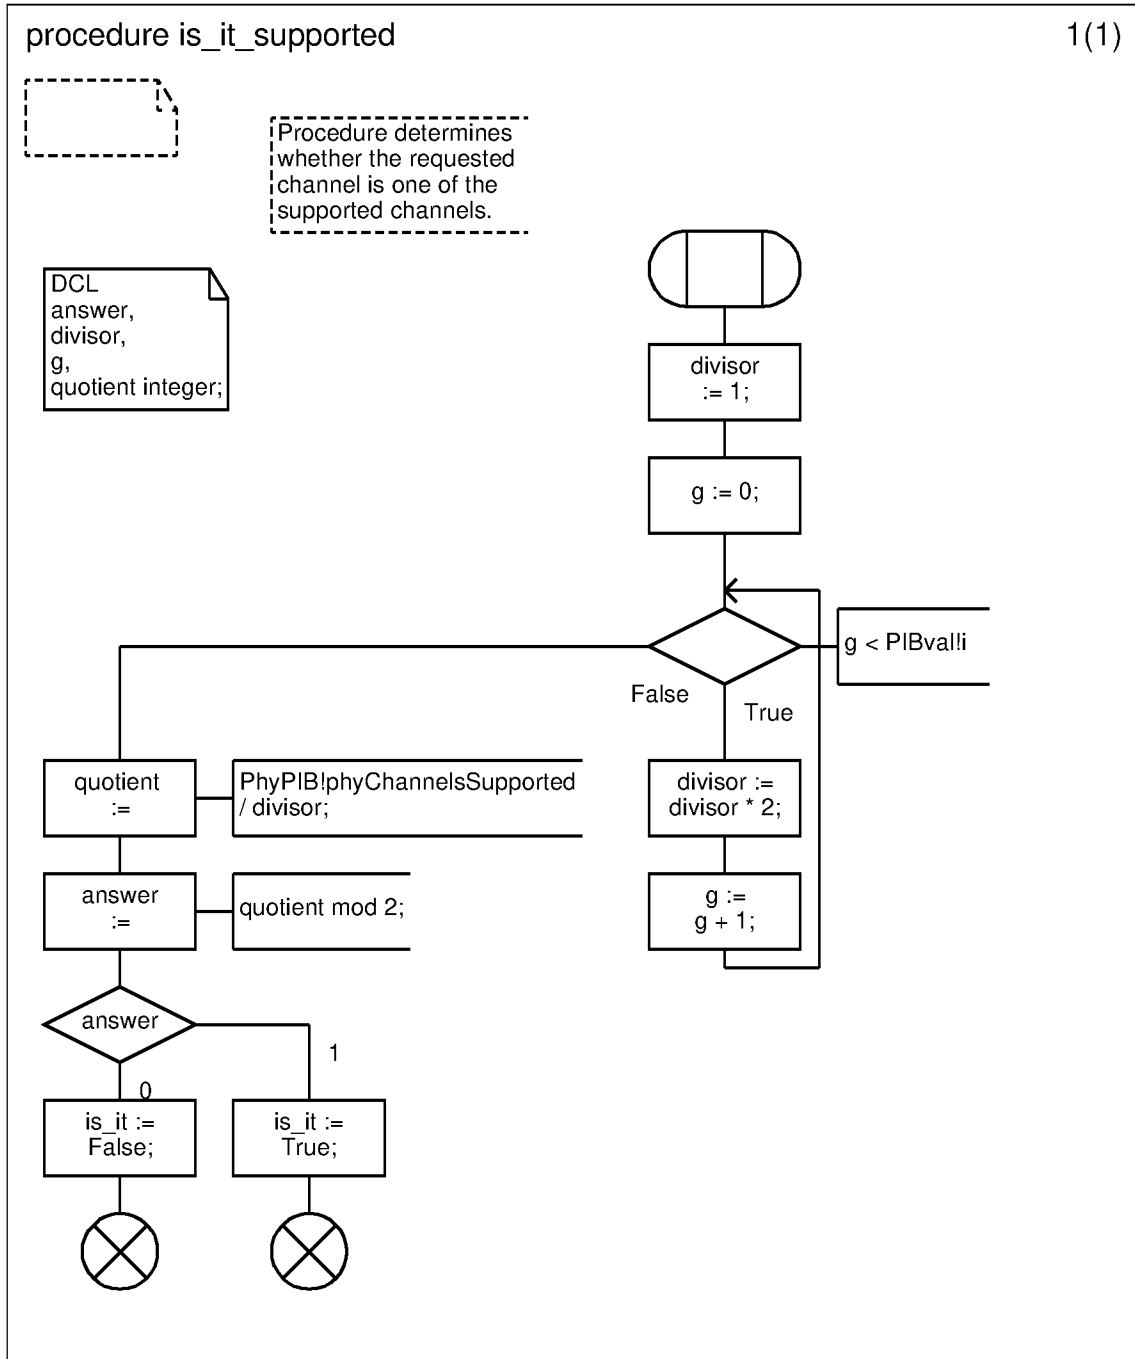 procedure is_it_supported
1(1)
Procedure determines
whether the requested
channel is one of the
supported channels.
DCL
answer,
divisor,
g,
quotient integer;
divisor
:= 1;
g := 0;
g < PIBval!i
False
True
quotient
:=
PhyPIB!phyChannelsSupported
/ divisor;
divisor :=
divisor * 2;
answer
:=
quotient mod 2;
g :=
g + 1;
answer
1
0
is_it :=
False;
is_it :=
True;